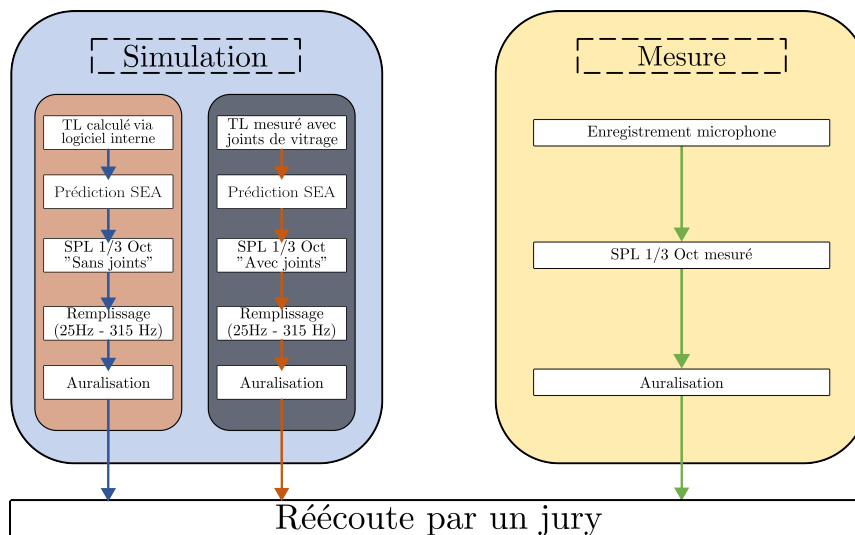 Simulation
TL calculé via
logiciel interne
Prédiction SEA
SPL 1/3 Oct
"Sans joints"
Remplissage
(25Hz - 315 Hz)
Auralisation
TL mesuré avec
joints de vitrage
Prédiction SEA
SPL 1/3 Oct
"Avec joints"
Remplissage
(25Hz - 315 Hz)
Auralisation
Mesure
Enregistrement microphone
SPL 1/3 Oct mesuré
Auralisation
Réécoute par un jury